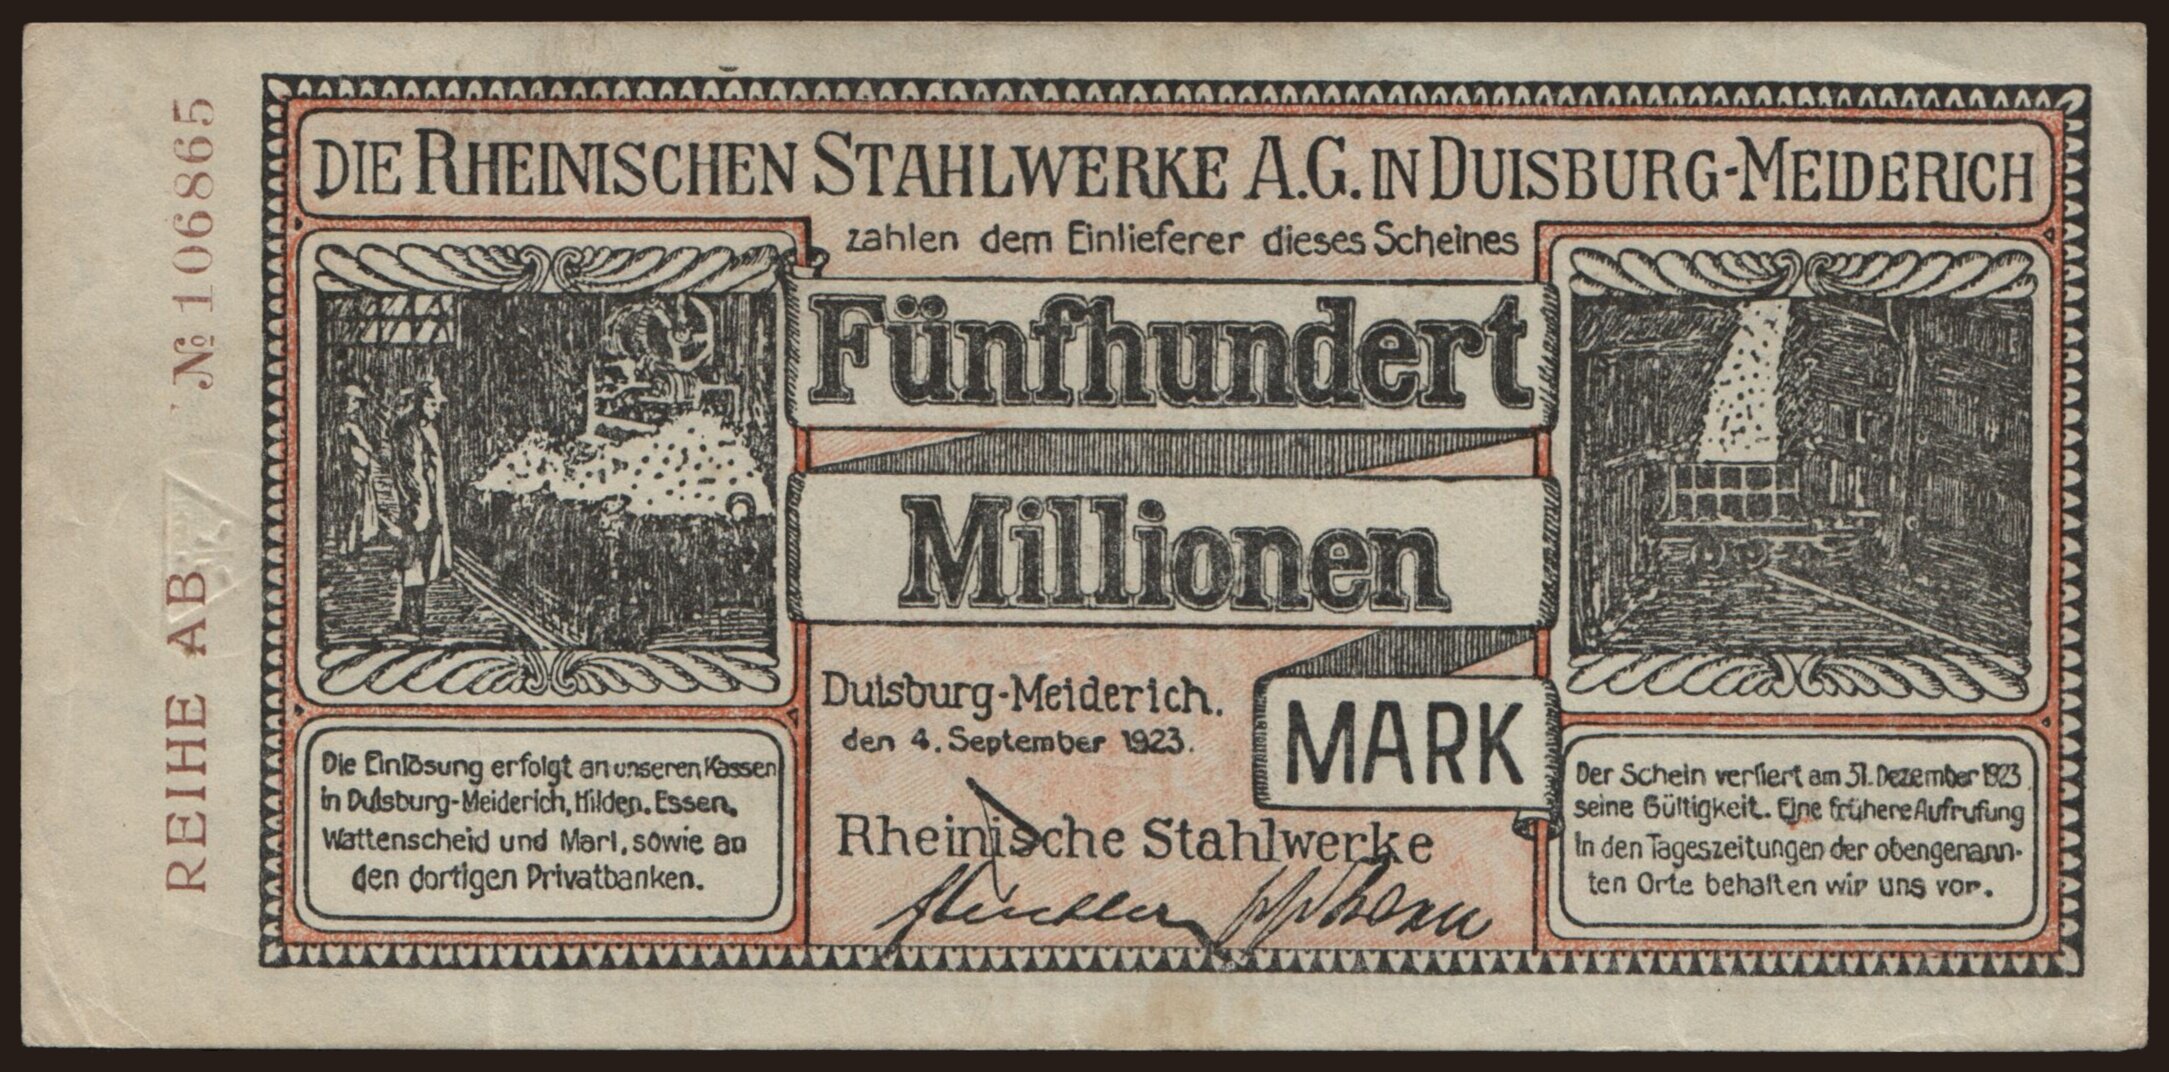 DIE RHEINISCHEN STAHLWERKE A.G. IN DUISBURG-MEIDERICH
zahlen dem Einlieferer dieses Scheines
Fünfhundert
Millionen
MARK
Duisburg-Meiderich.
den 4. September 1923.
Rheinische Stahlwerke
Die Einlösung erfolgt an unseren Kassen
in Duisburg-Meiderich, Hilden. Essen.
Wattenscheid und Marl, sowie an
den dortigen Privatbanken.
Der Schein verliert am 31. Dezember 1923
seine Gültigkeit. Eine frühere Aufrufung
in den Tageszeitungen der obengenann-
ten Orte behalten wir uns vor.
REIHE AB № 106865